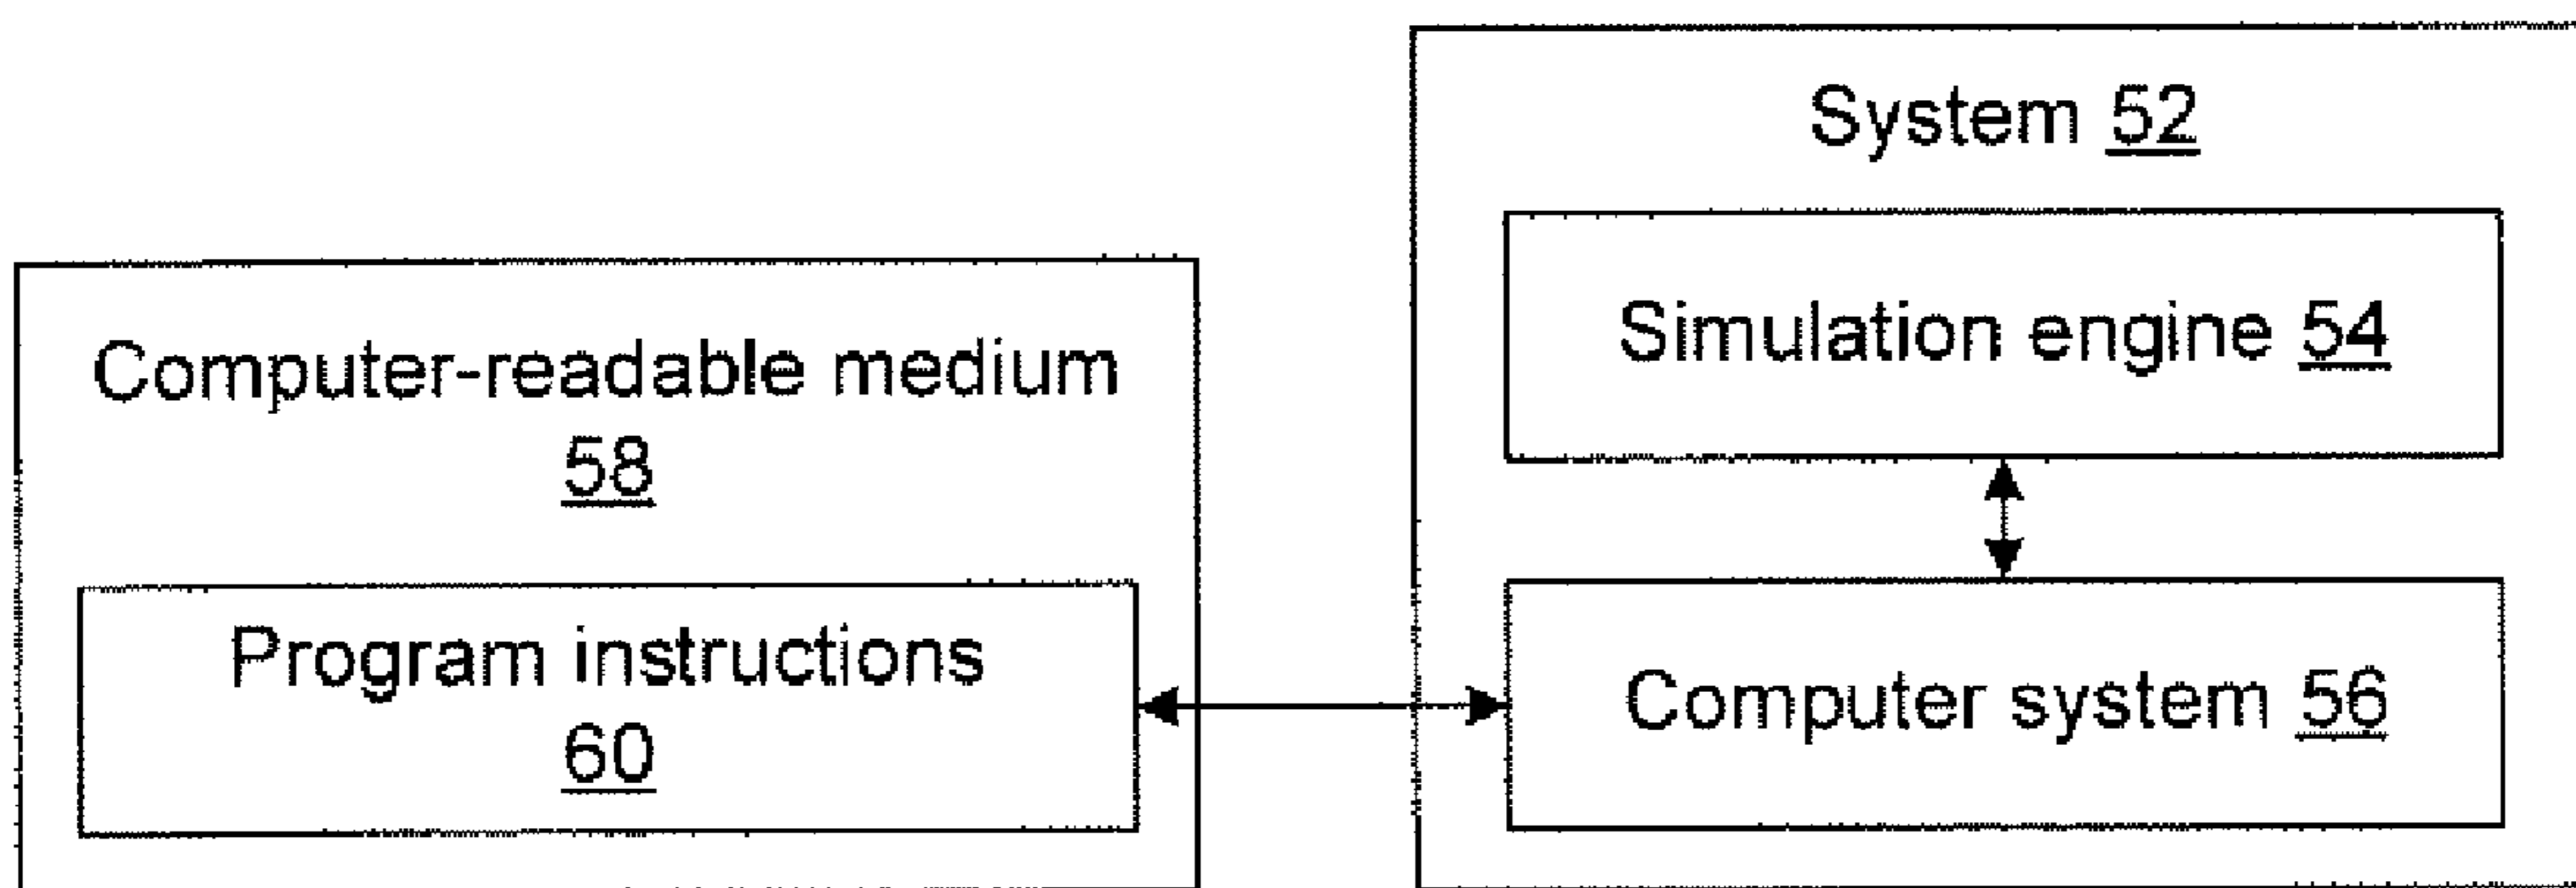 System 52
Simulation engine 54
Computer-readable medium
58
Program instructions
60
Computer system 56